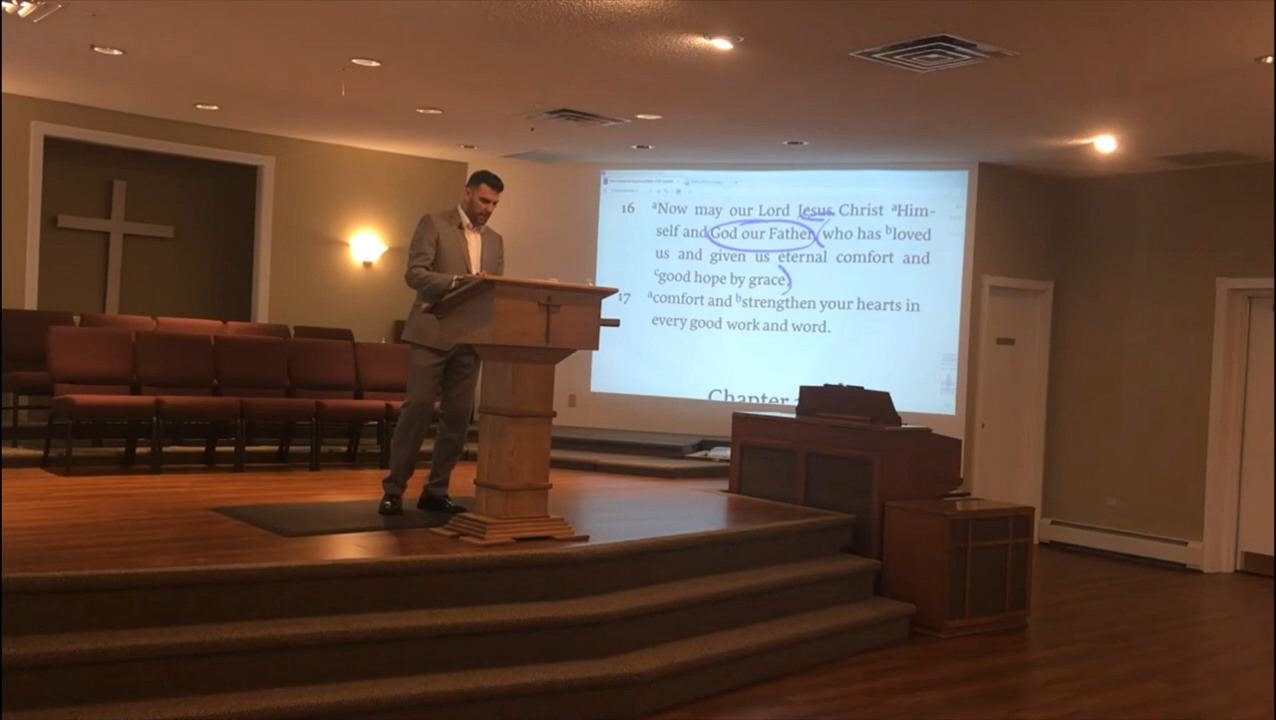 16 ᵃNow may our Lord Jesus Christ ᵃHim-
self and God our Father, who has ᵇloved
us and given us eternal comfort and
ᶜgood hope by grace,
17 ᵃcomfort and ᵇstrengthen your hearts in
every good work and word.
Chapter